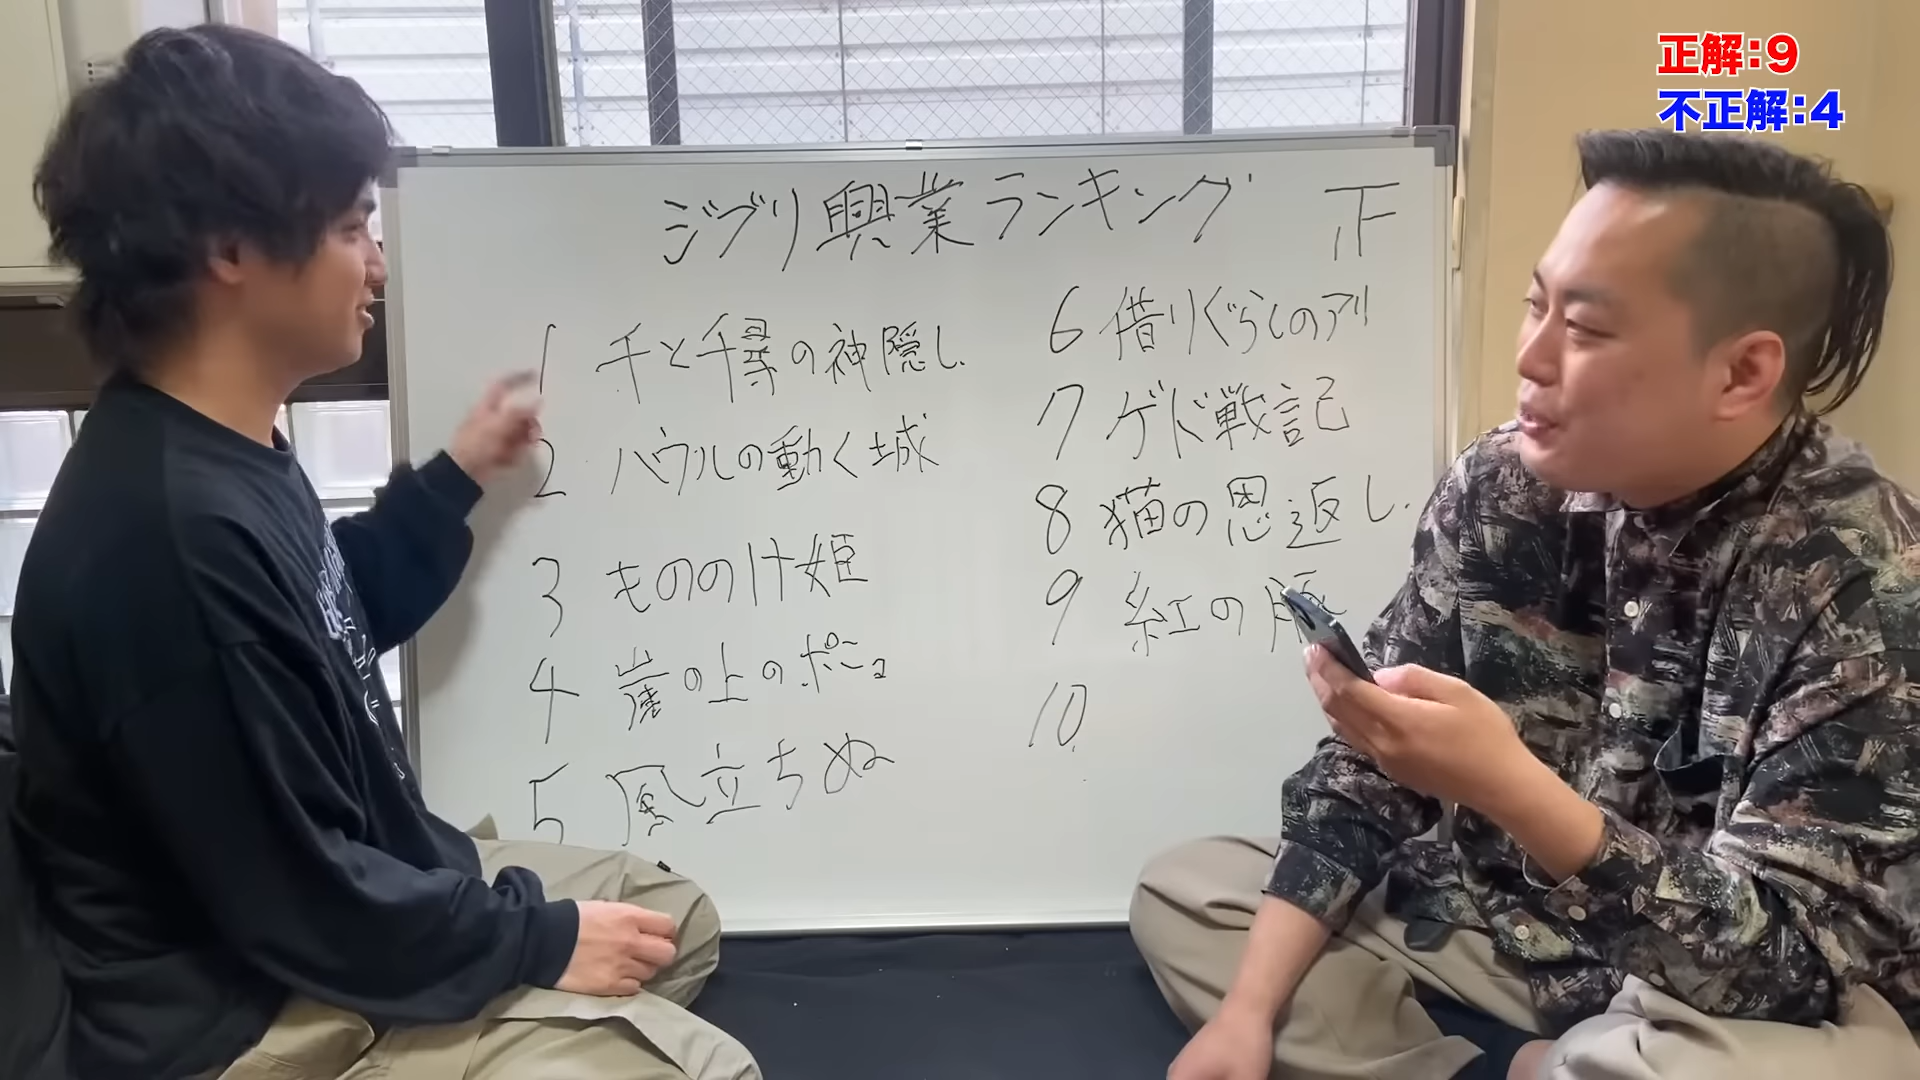 正解:9
不正解:4
ジブリ興業ランキング 正
1 千と千尋の神隠し
2 ハウルの動く城
3 もののけ姫
4 崖の上のポニョ
5 風立ちぬ
6 借りぐらしのアリ
7 ゲド戦記
8 猫の恩返し
9 紅の豚
10